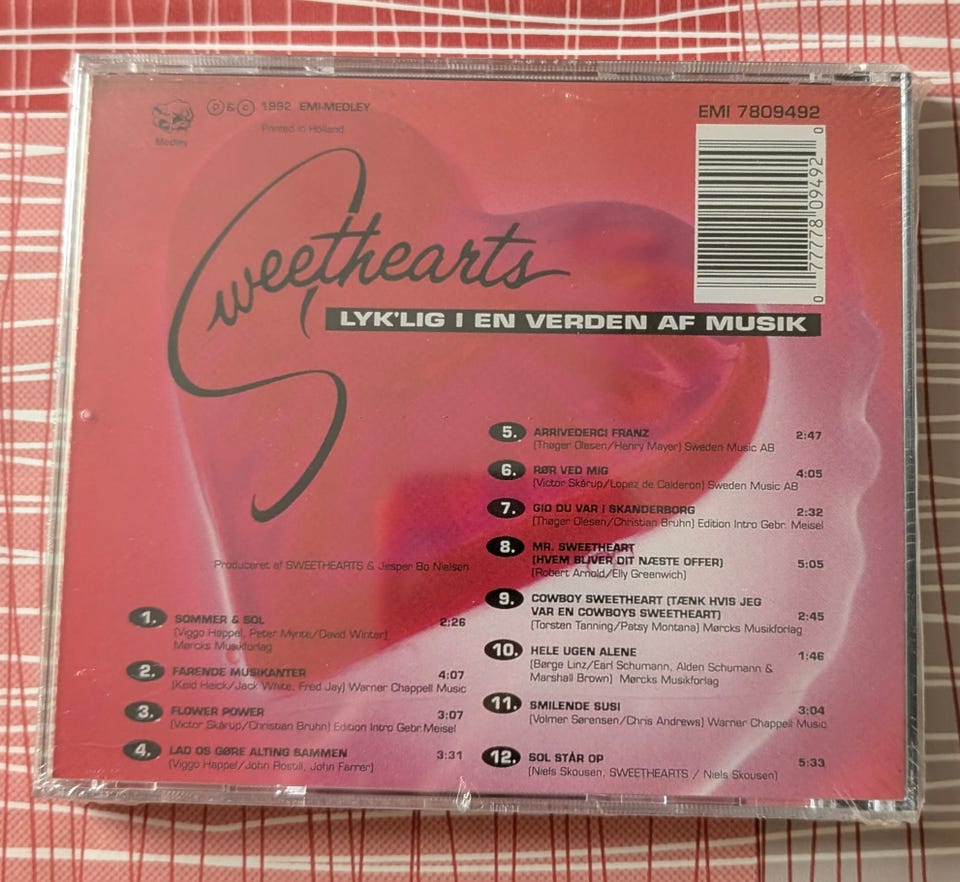 Medley
Ⓟ & © 1992 EMI-MEDLEY
Printed in Holland
EMI 7809492
0 77778 09492 0
Sweethearts
LYK'LIG I EN VERDEN AF MUSIK
Produceret af SWEETHEARTS & Jesper Bo Nielsen
1. SOMMER & SOL 2:26
(Viggo Happel, Peter Mynte/David Winter)
Mørcks Musikforlag
2. FARENDE MUSIKANTER 4:07
(Keld Heick/Jack White, Fred Jay) Warner Chappell Music
3. FLOWER POWER 3:07
(Victor Skårup/Christian Bruhn) Edition Intro Gebr.Meisel
4. LAD OS GØRE ALTING SAMMEN 3:31
(Viggo Happel/John Rostill, John Farrer)
5. ARRIVEDERCI FRANZ 2:47
(Thøger Olesen/Henry Mayer) Sweden Music AB
6. RØR VED MIG 4:05
(Victor Skårup/Lopez de Calderon) Sweden Music AB
7. GID DU VAR I SKANDERBORG 2:32
(Thøger Olesen/Christian Bruhn) Edition Intro Gebr. Meisel
8. MR. SWEETHEART
(HVEM BLIVER DIT NÆSTE OFFER) 5:05
(Robert Arnold/Elly Greenwich)
9. COWBOY SWEETHEART (TÆNK HVIS JEG
VAR EN COWBOYS SWEETHEART) 2:45
(Torsten Tanning/Patsy Montana) Mørcks Musikforlag
10. HELE UGEN ALENE 1:46
(Børge Linz/Earl Schumann, Alden Schumann &
Marshall Brown) Mørcks Musikforlag
11. SMILENDE SUSI 3:04
(Volmer Sørensen/Chris Andrews) Warner Chappell Music
12. SOL STÅR OP 5:33
(Niels Skousen, SWEETHEARTS / Niels Skousen)